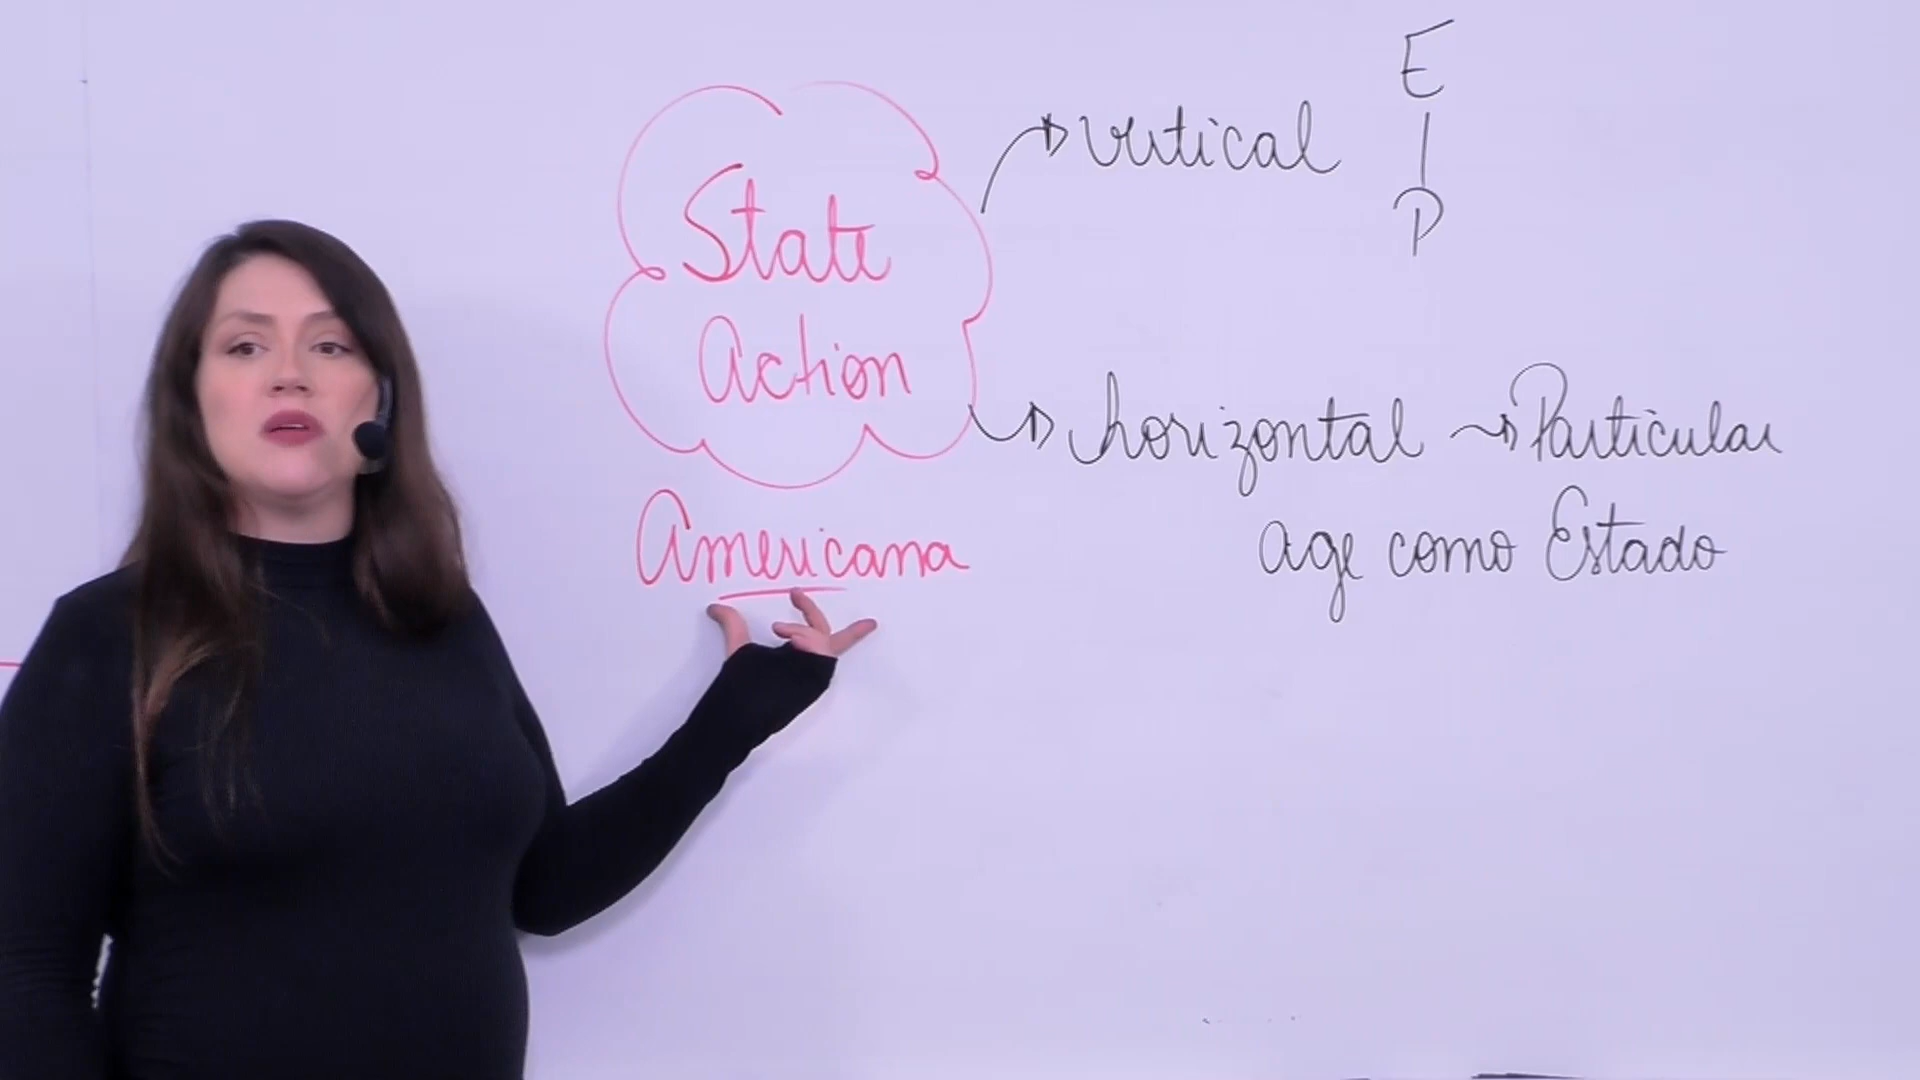 State
Action
Americana
vertical
E
P
horizontal → Particular
age como Estado